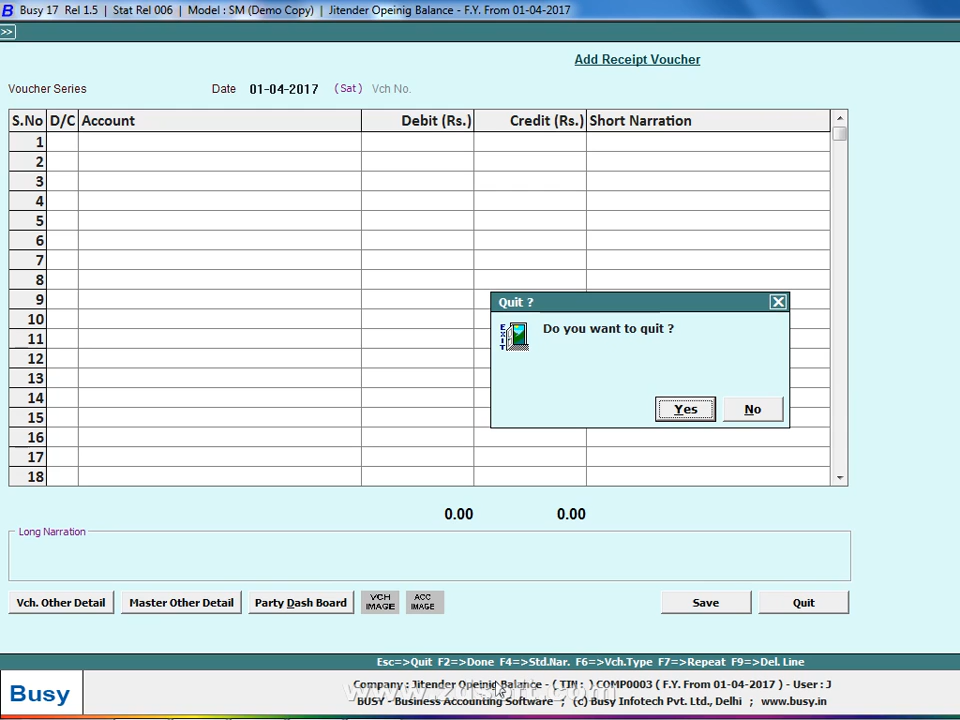 B Busy 17 Rel 1.5 | Stat Rel 006 | Model : SM (Demo Copy) | Jitender Opeinig Balance - F.Y. From 01-04-2017
>>
Add Receipt Voucher
Voucher Series Date 01-04-2017 (Sat) Vch No.
S.No D/C Account Debit (Rs.) Credit (Rs.) Short Narration
1
2
3
4
5
6
7
8
9
10
11
12
13
14
15
16
17
18
Quit ?
EXIT
Do you want to quit ?
Yes No
0.00 0.00
Long Narration
Vch. Other Detail Master Other Detail Party Dash Board VCH IMAGE ACC IMAGE Save Quit
Esc=>Quit F2=>Done F4=>Std.Nar. F6=>Vch.Type F7=>Repeat F9=>Del. Line
Busy
Company : Jitender Opeinig Balance - ( TIN : ) COMP0003 ( F.Y. From 01-04-2017 ) - User : J
www.zdsoft.com
BUSY - Business Accounting Software ; (c) Busy Infotech Pvt. Ltd., Delhi ; www.busy.in